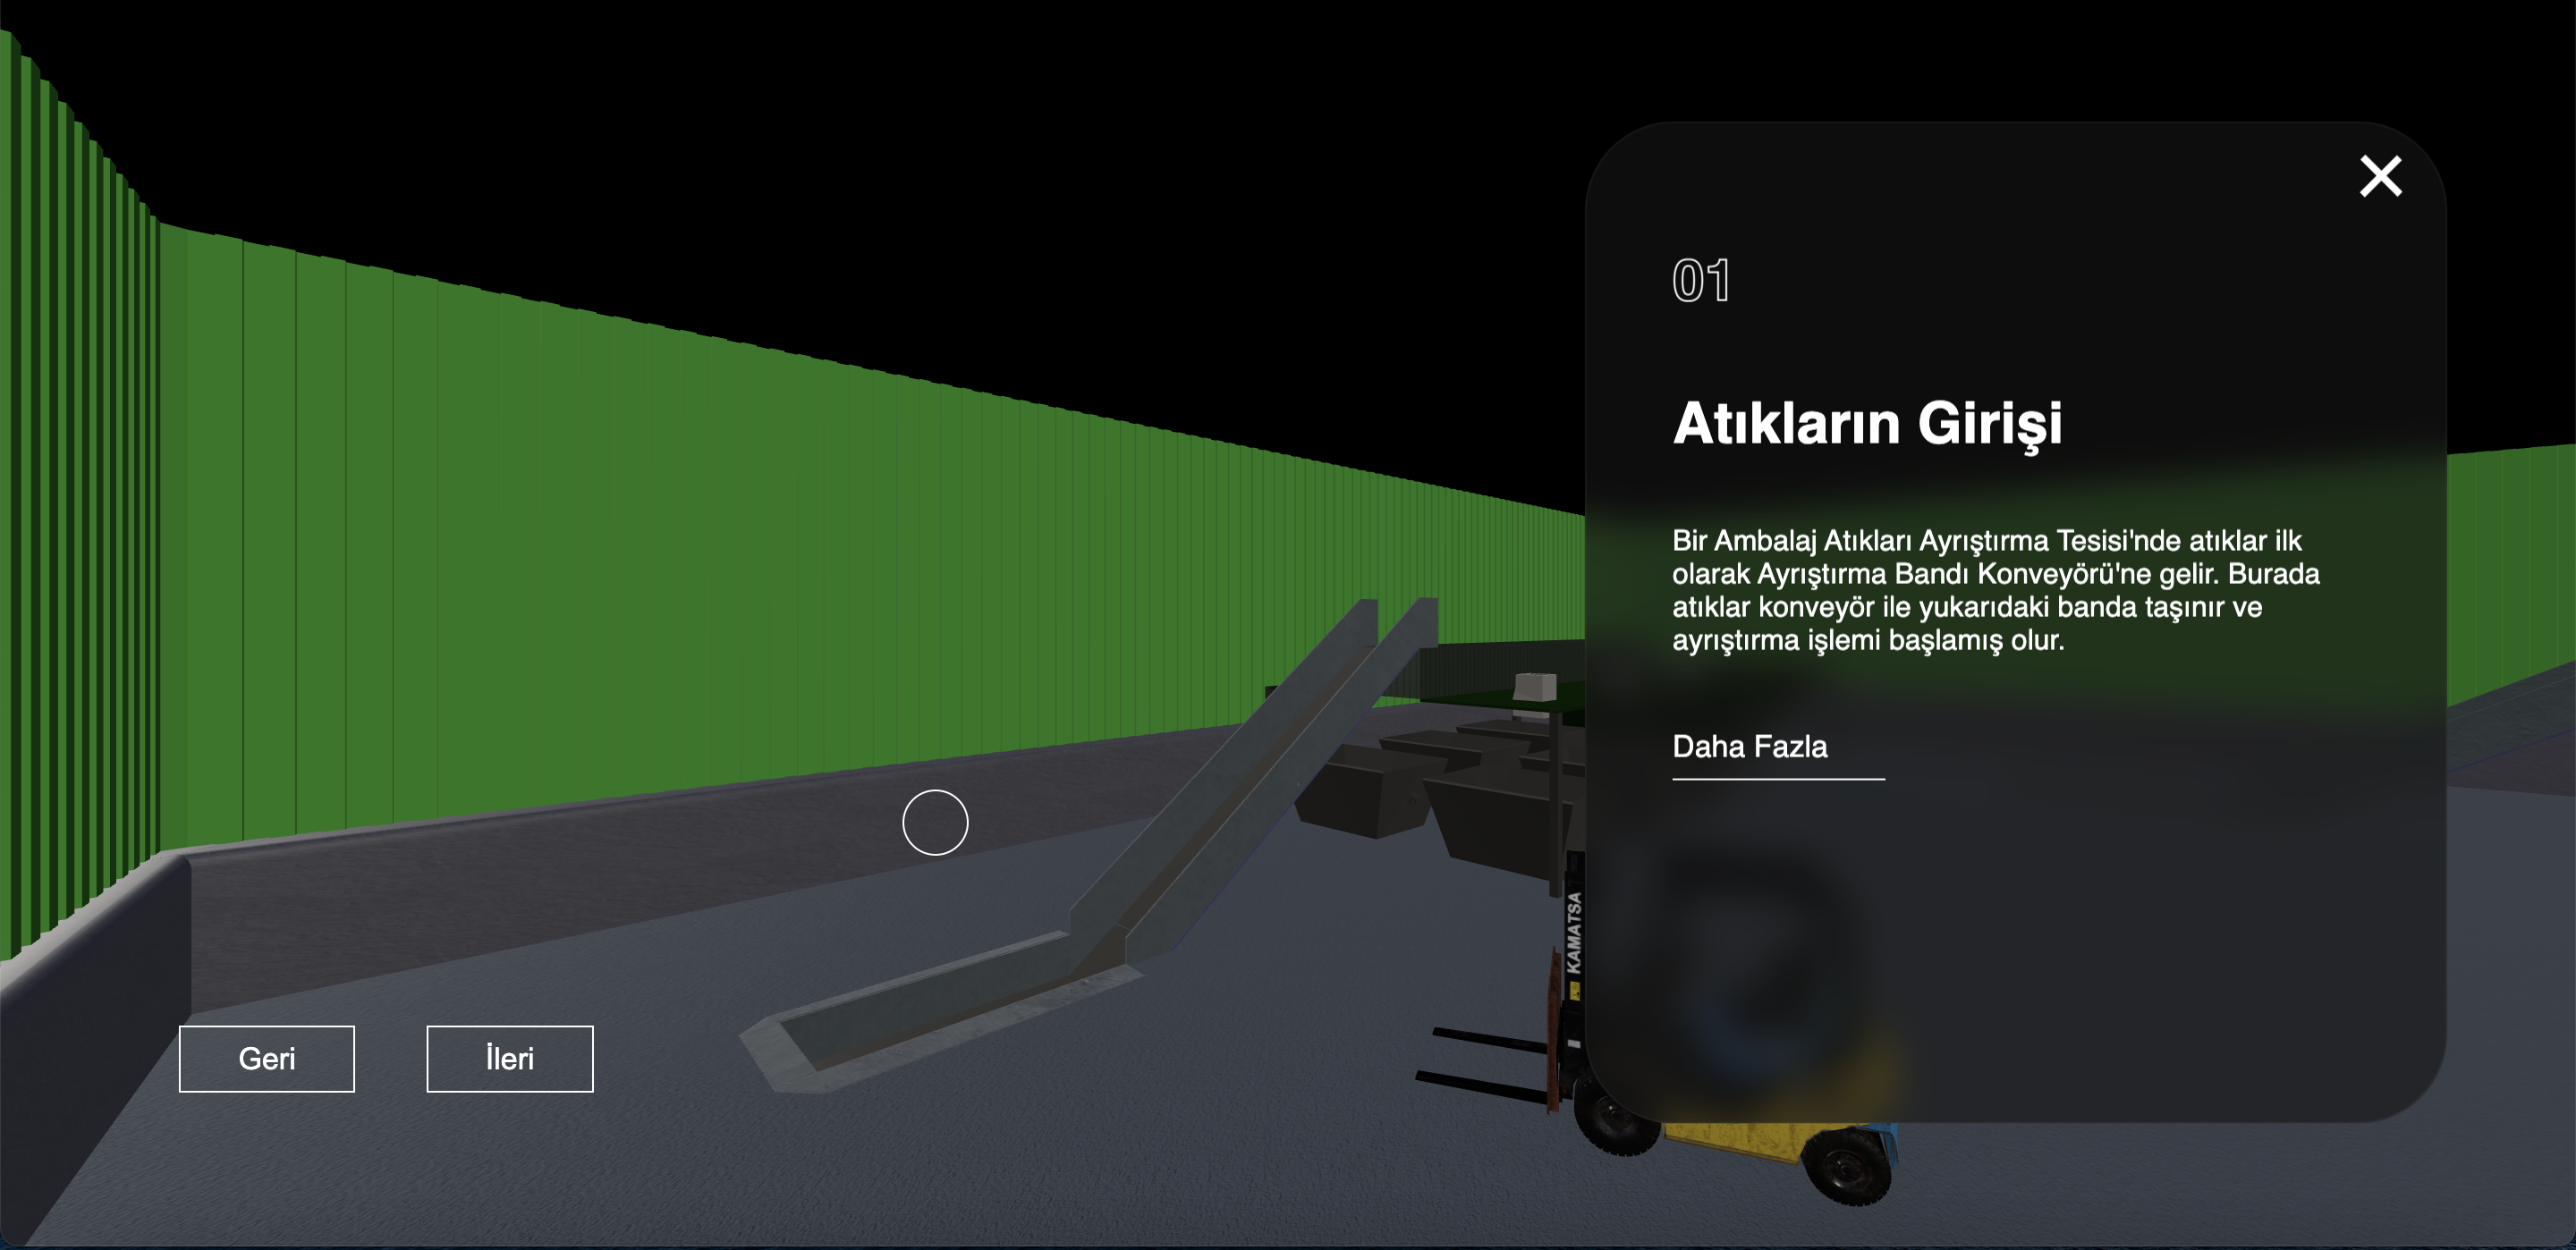 01
Atıkların Girişi
Bir Ambalaj Atıkları Ayrıştırma Tesisi'nde atıklar ilk
olarak Ayrıştırma Bandı Konveyörü'ne gelir. Burada
atıklar konveyör ile yukarıdaki banda taşınır ve
ayrıştırma işlemi başlamış olur.
Daha Fazla
KAMATSA
Geri
İleri